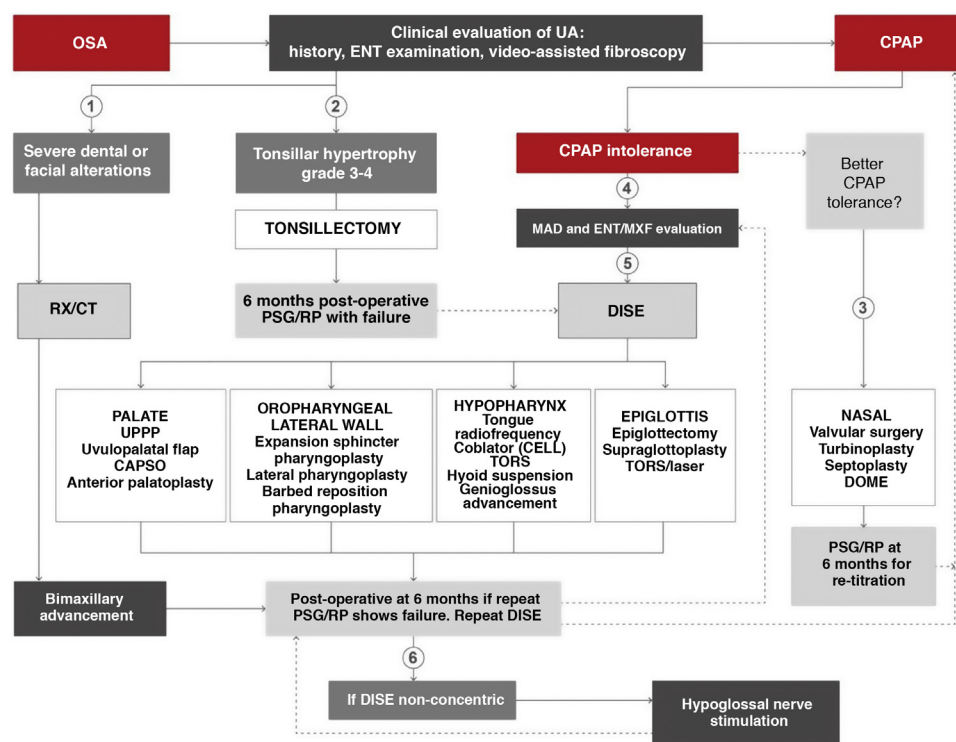 OSA
Clinical evaluation of UA:
history, ENT examination, video-assisted fibroscopy
CPAP
1
2
Severe dental or
facial alterations
Tonsillar hypertrophy
grade 3-4
CPAP intolerance
Better
CPAP
tolerance?
4
TONSILLECTOMY
MAD and ENT/MXF evaluation
5
RX/CT
6 months post-operative
PSG/RP with failure
DISE
3
PALATE
UPPP
Uvulopalatal flap
CAPSO
Anterior palatoplasty
OROPHARYNGEAL
LATERAL WALL
Expansion sphincter
pharyngoplasty
Lateral pharyngoplasty
Barbed reposition
pharyngoplasty
HYPOPHARYNX
Tongue
radiofrequency
Coblator (CELL)
TORS
Hyoid suspension
Genioglossus
advancement
EPIGLOTTIS
Epiglottectomy
Supraglottoplasty
TORS/laser
NASAL
Valvular surgery
Turbinoplasty
Septoplasty
DOME
PSG/RP at
6 months for
re-titration
Bimaxillary
advancement
Post-operative at 6 months if repeat
PSG/RP shows failure. Repeat DISE
6
If DISE non-concentric
Hypoglossal nerve
stimulation